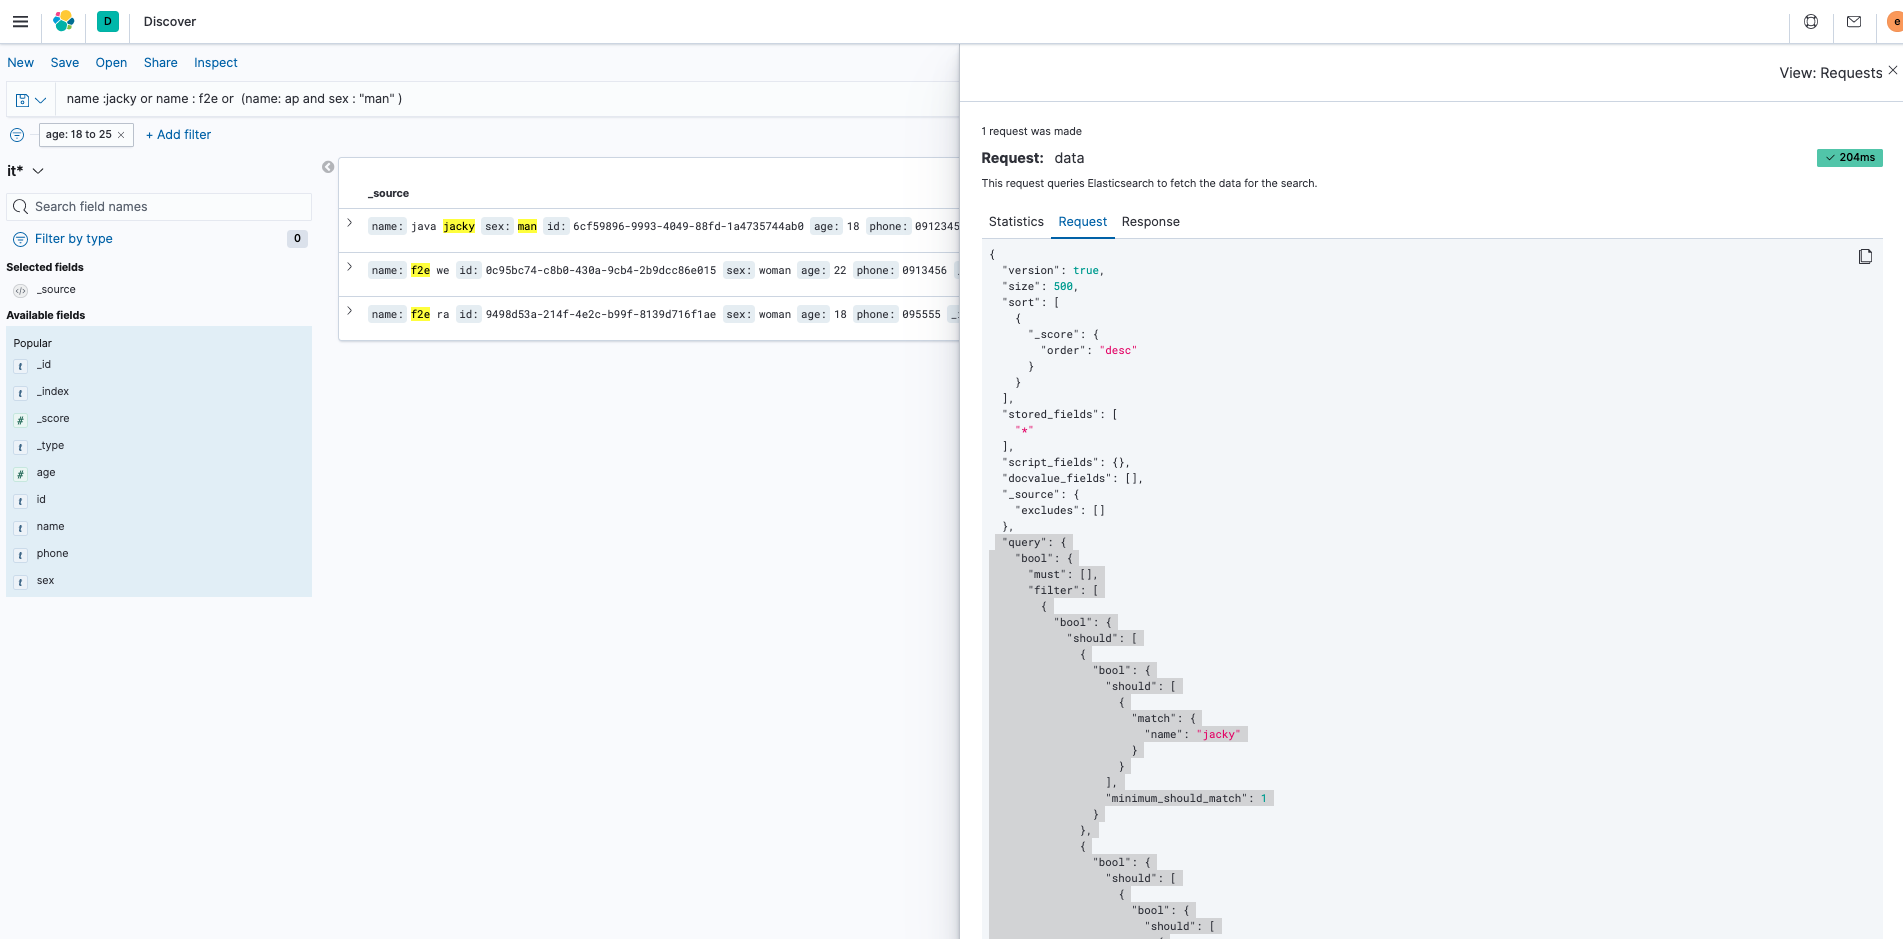 D
Discover
e
New Save Open Share Inspect
name :jacky or name : f2e or  (name: ap and sex : "man" )
age: 18 to 25 ×
+ Add filter
it*
Search field names
Filter by type 0
Selected fields
_source
Available fields
Popular
t _id
t _index
# _score
t _type
# age
t id
t name
t phone
t sex
_source
name: java jacky sex: man id: 6cf59896-9993-4049-88fd-1a4735744ab0 age: 18 phone: 0912345
name: f2e we id: 0c95bc74-c8b0-430a-9cb4-2b9dcc86e015 sex: woman age: 22 phone: 0913456
name: f2e ra id: 9498d53a-214f-4e2c-b99f-8139d716f1ae sex: woman age: 18 phone: 095555
View: Requests
1 request was made
Request: data
204ms
This request queries Elasticsearch to fetch the data for the search.
Statistics Request Response
{
"version": true,
"size": 500,
"sort": [
{
"_score": {
"order": "desc"
}
}
],
"stored_fields": [
"*"
],
"script_fields": {},
"docvalue_fields": [],
"_source": {
"excludes": []
},
"query": {
"bool": {
"must": [],
"filter": [
{
"bool": {
"should": [
{
"bool": {
"should": [
{
"match": {
"name": "jacky"
}
}
],
"minimum_should_match": 1
}
},
{
"bool": {
"should": [
{
"bool": {
"should": [